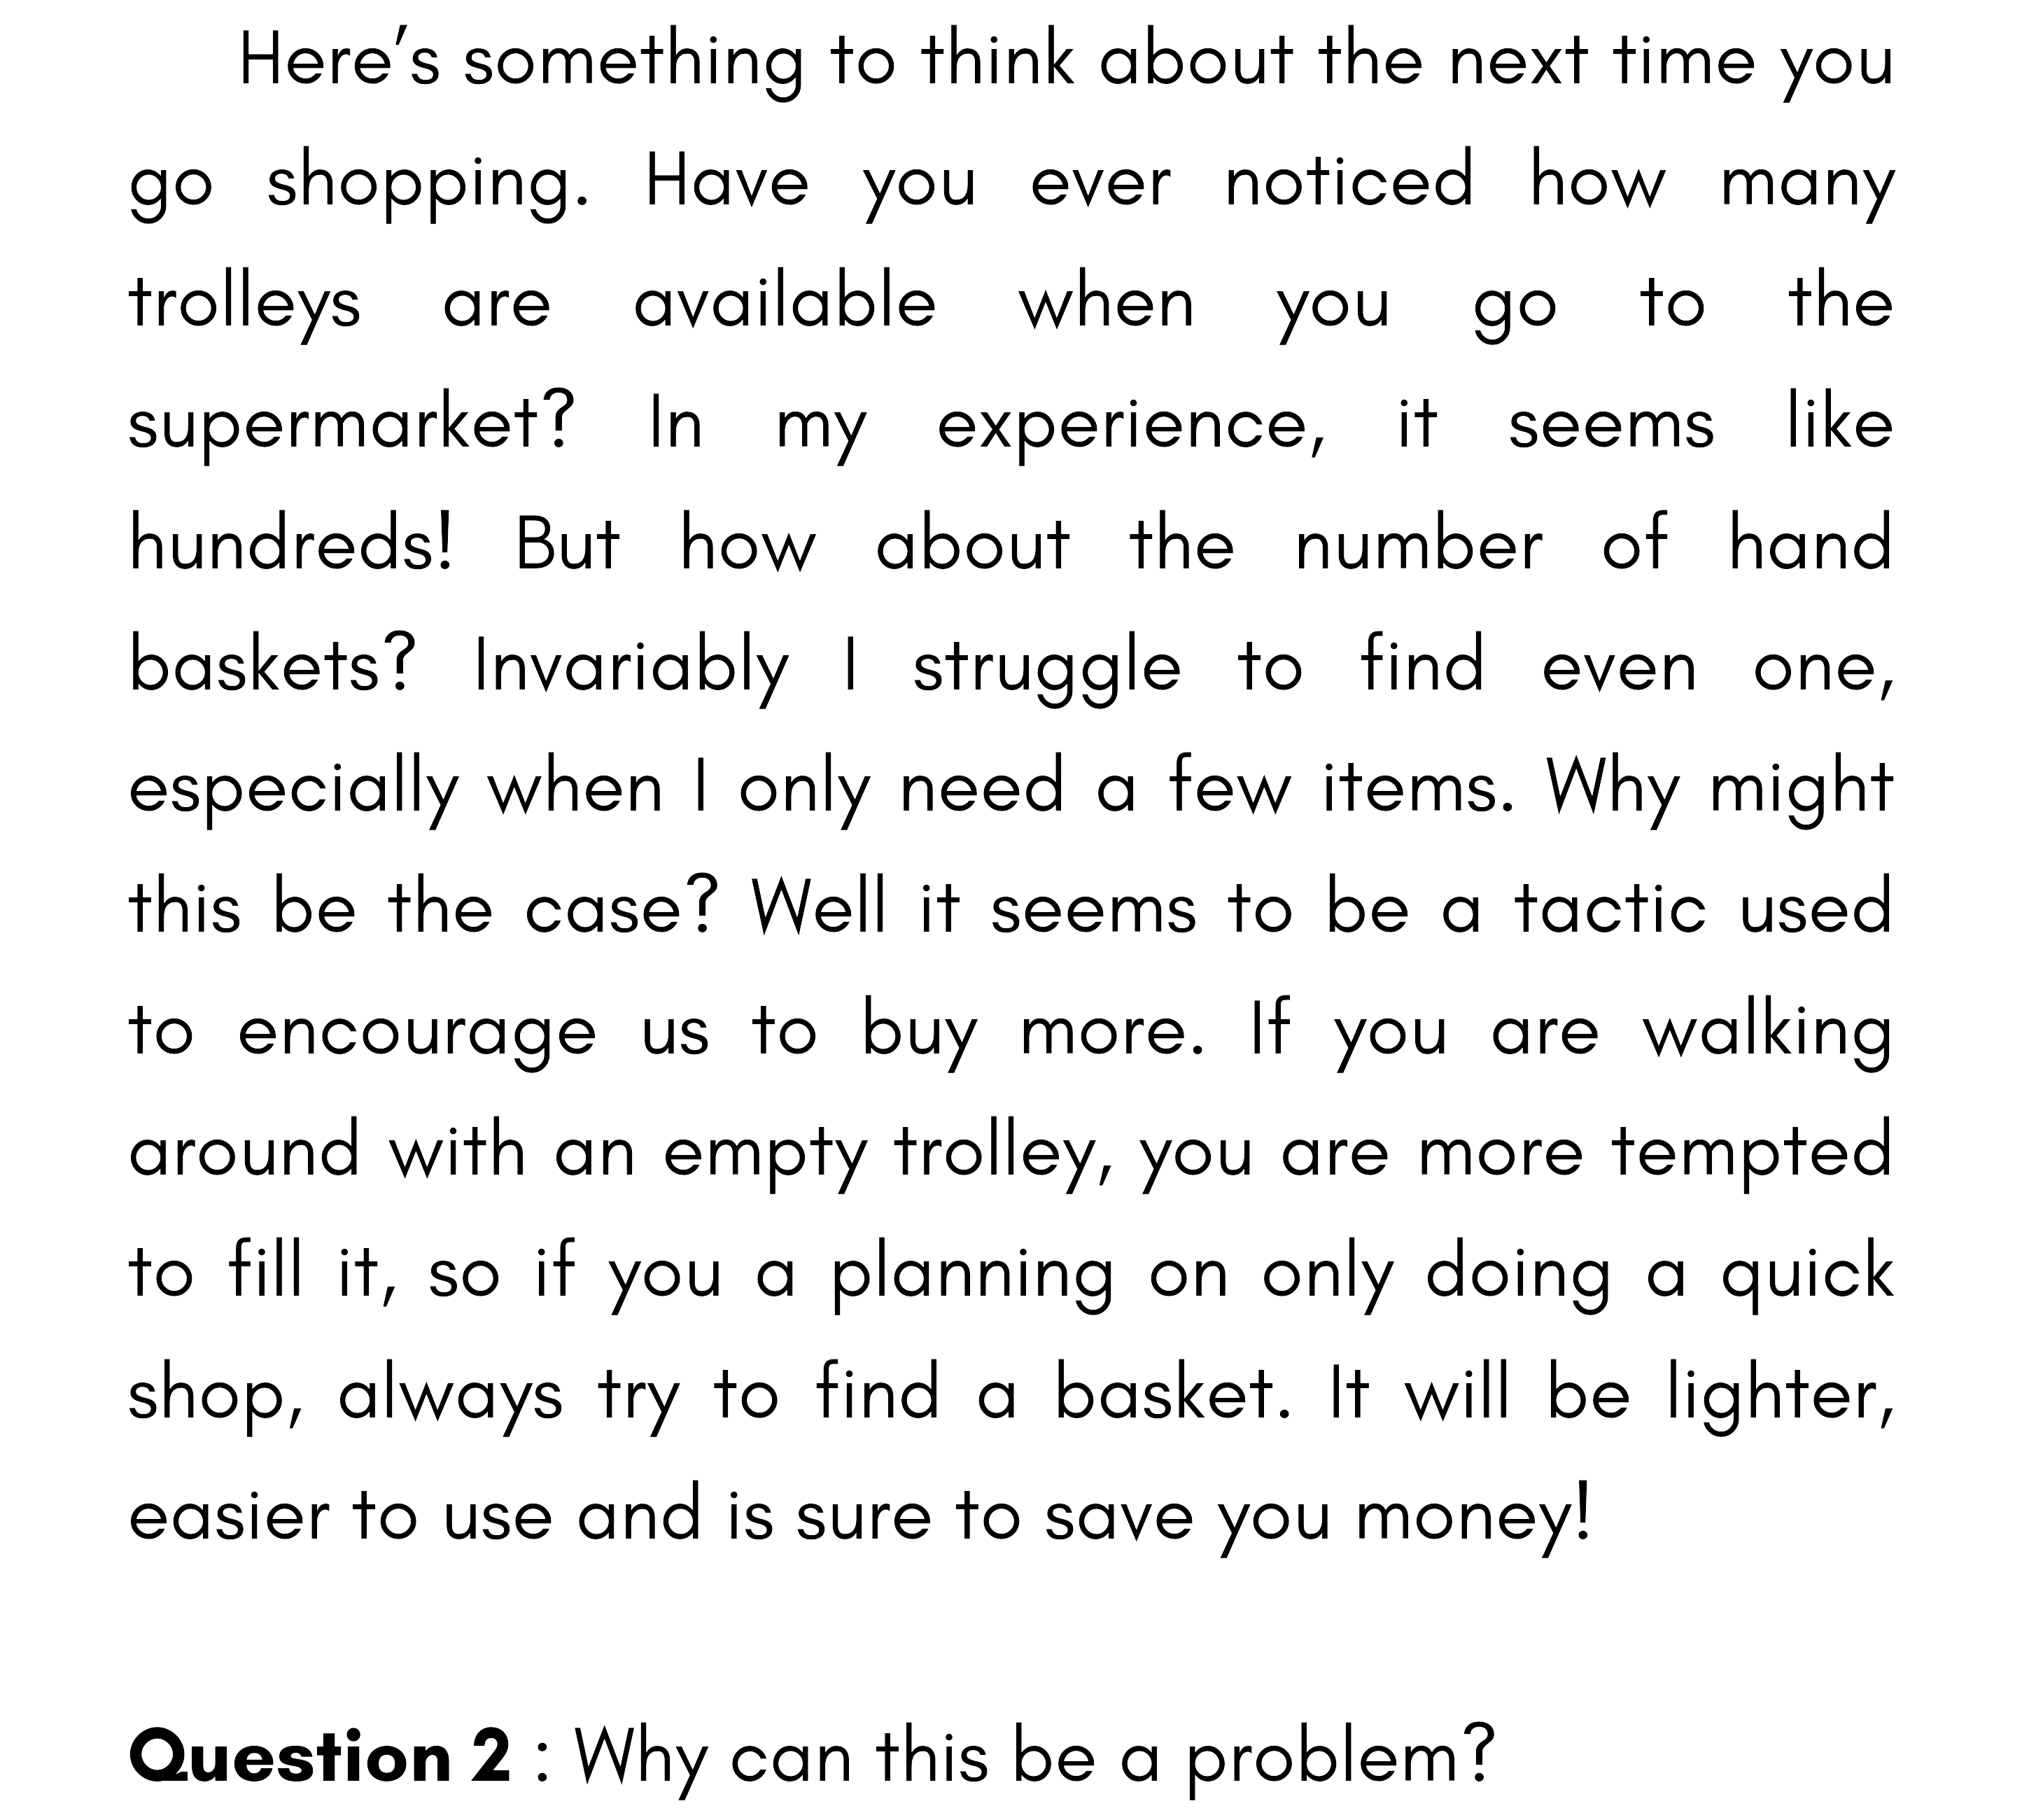 Here’s something to think about the next time you
go shopping. Have you ever noticed how many
trolleys are available when you go to the
supermarket? In my experience, it seems like
hundreds! But how about the number of hand
baskets? Invariably I struggle to find even one,
especially when I only need a few items. Why might
this be the case? Well it seems to be a tactic used
to encourage us to buy more. If you are walking
around with an empty trolley, you are more tempted
to fill it, so if you a planning on only doing a quick
shop, always try to find a basket. It will be lighter,
easier to use and is sure to save you money!
Question 2 : Why can this be a problem?